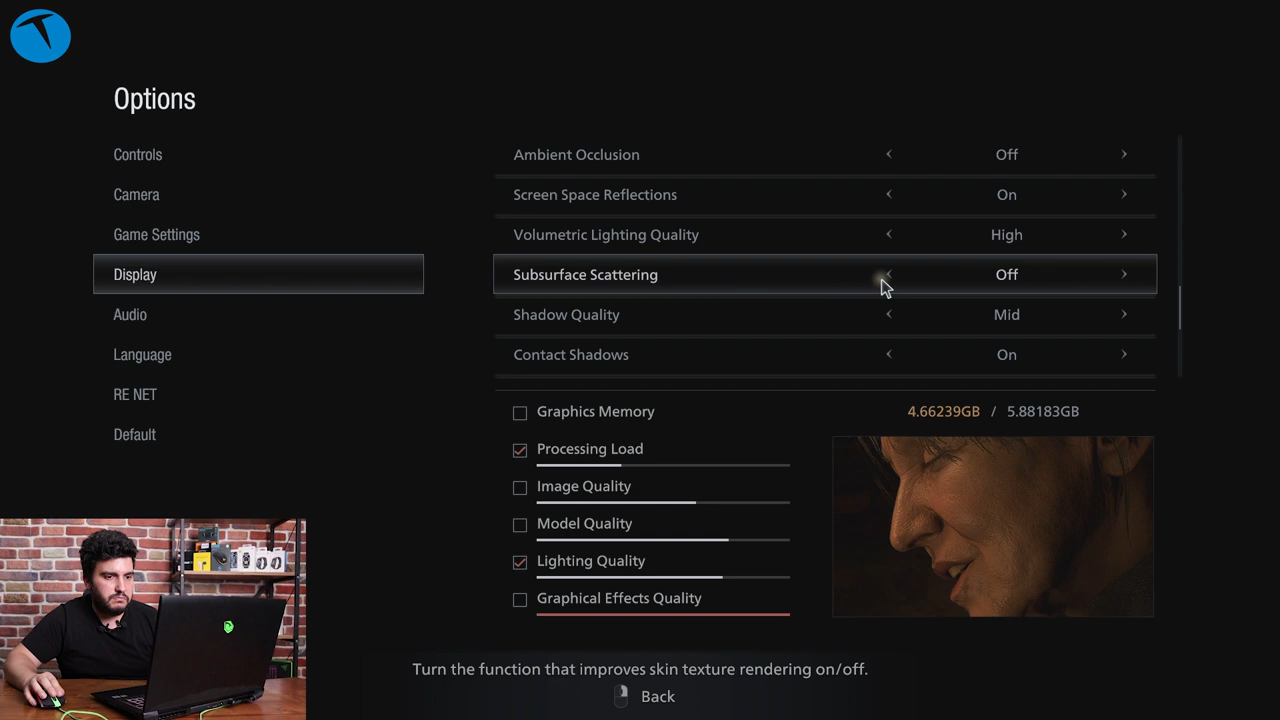 Options
Controls
Camera
Game Settings
Display
Audio
Language
RE NET
Default
Ambient Occlusion Off
Screen Space Reflections On
Volumetric Lighting Quality High
Subsurface Scattering Off
Shadow Quality Mid
Contact Shadows On
Graphics Memory 4.66239GB / 5.88183GB
Processing Load
Image Quality
Model Quality
Lighting Quality
Graphical Effects Quality
Turn the function that improves skin texture rendering on/off.
Back